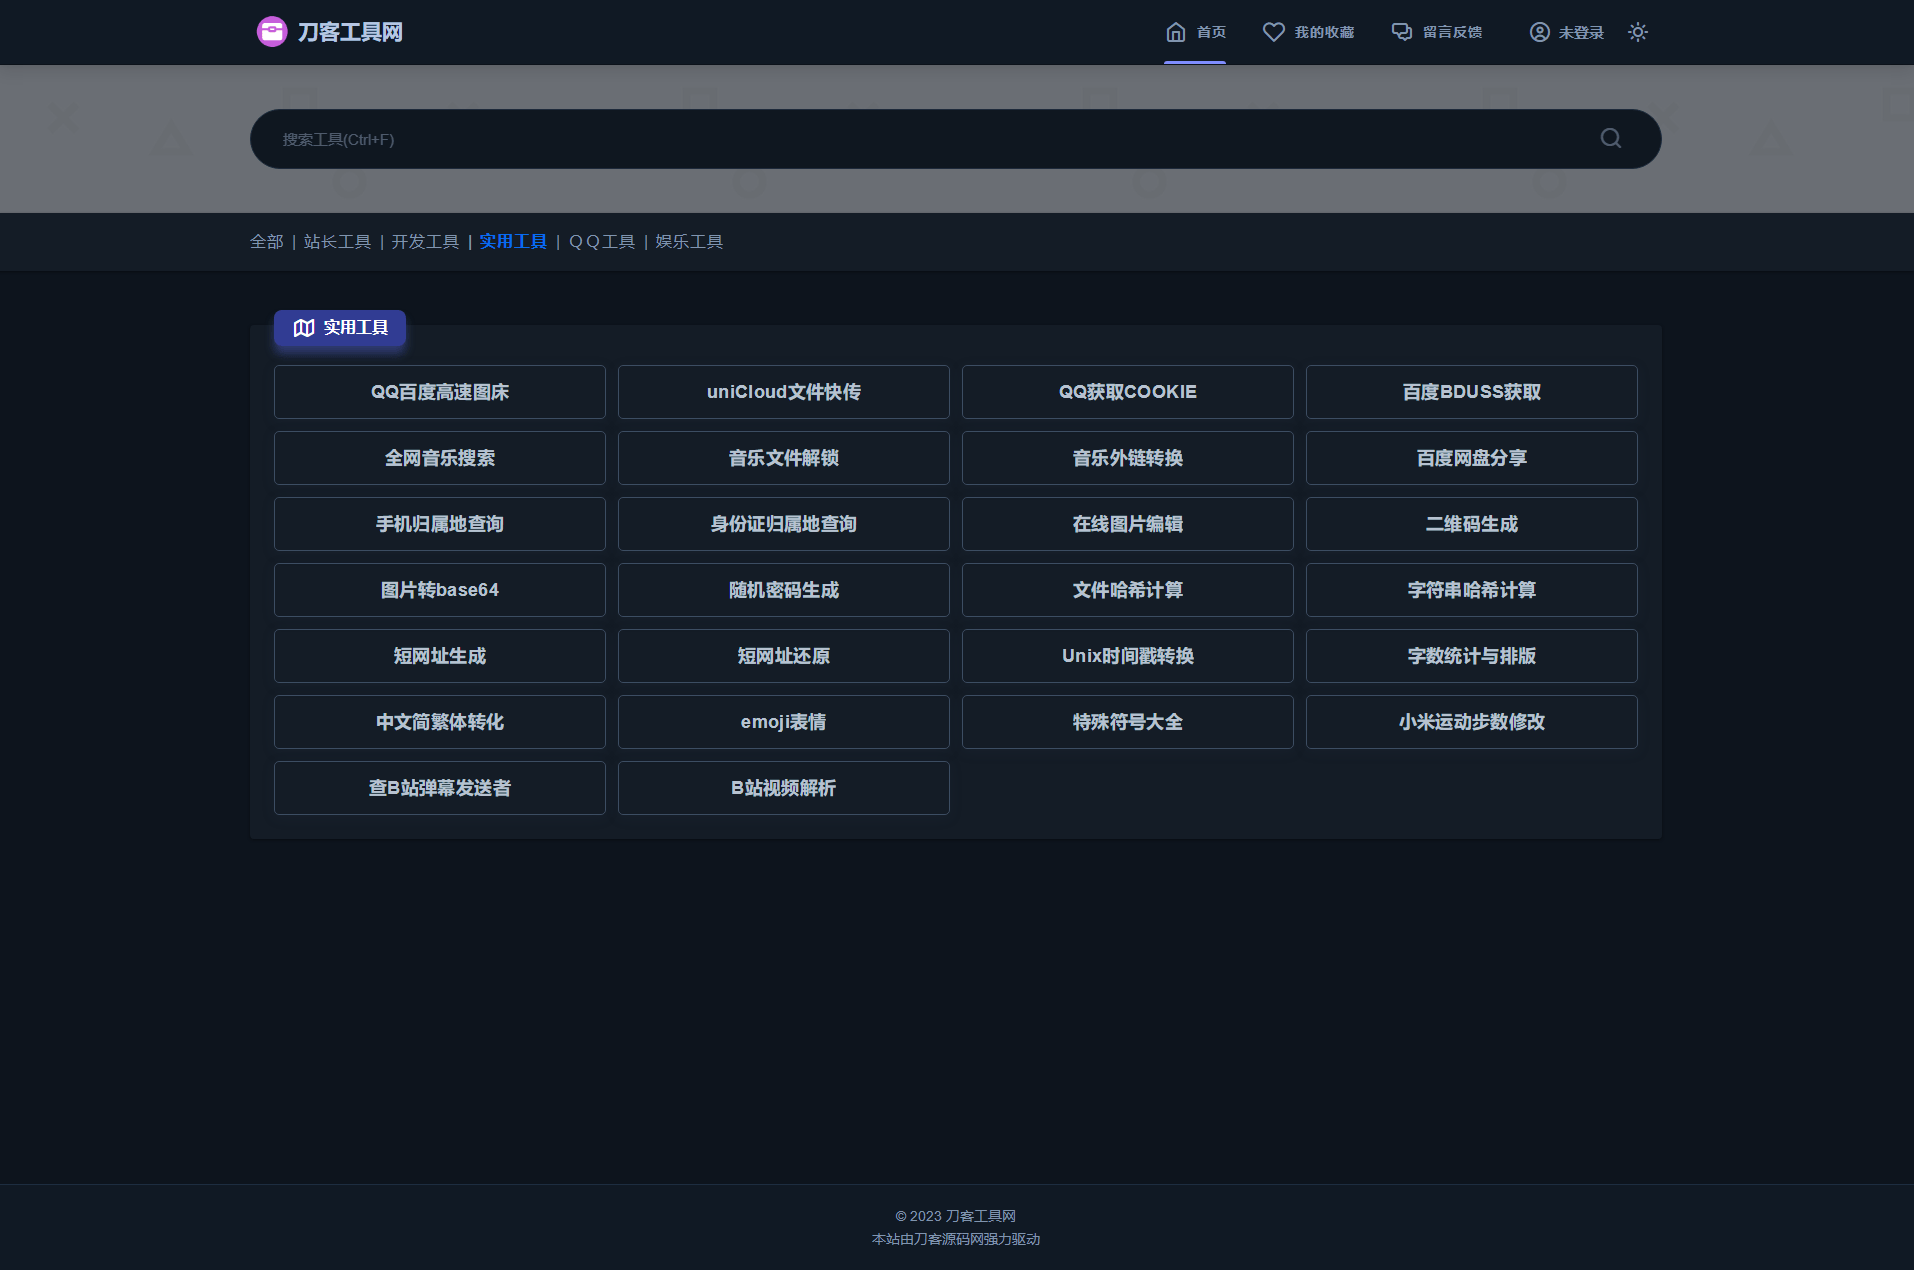 刀客工具网
首页
我的收藏
留言反馈
未登录
搜索工具(Ctrl+F)
全部 | 站长工具 | 开发工具 | 实用工具 | ＱＱ工具 | 娱乐工具
实用工具
QQ百度高速图床
uniCloud文件快传
QQ获取COOKIE
百度BDUSS获取
全网音乐搜索
音乐文件解锁
音乐外链转换
百度网盘分享
手机归属地查询
身份证归属地查询
在线图片编辑
二维码生成
图片转base64
随机密码生成
文件哈希计算
字符串哈希计算
短网址生成
短网址还原
Unix时间戳转换
字数统计与排版
中文简繁体转化
emoji表情
特殊符号大全
小米运动步数修改
查B站弹幕发送者
B站视频解析
© 2023 刀客工具网
本站由刀客源码网强力驱动